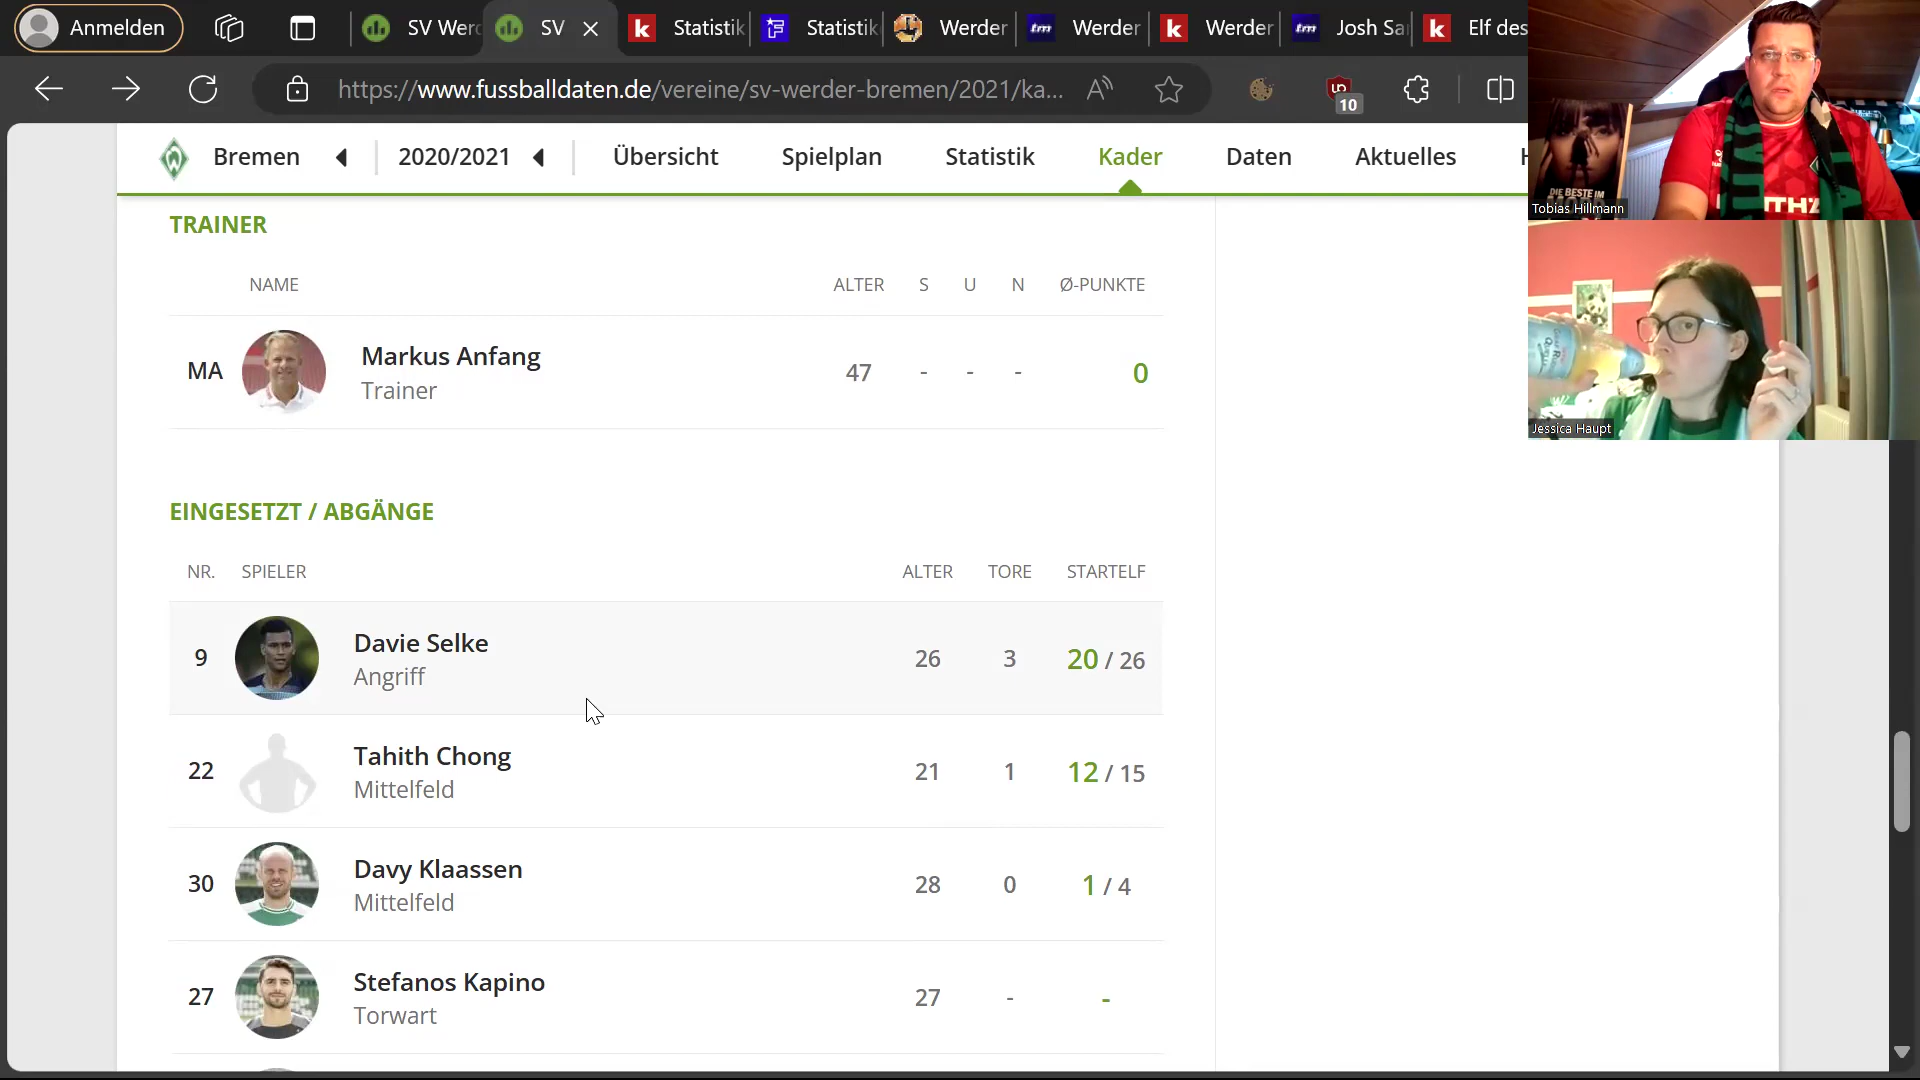 Anmelden
SV Werd
SV
Statistik
Statistik
Werder
Werder
Werder
Josh Sar
Elf des
https://www.fussballdaten.de/vereine/sv-werder-bremen/2021/ka...
10
Bremen
2020/2021
Übersicht
Spielplan
Statistik
Kader
Daten
Aktuelles
TRAINER
NAME ALTER S U N Ø-PUNKTE
MA Markus Anfang 47 - - - 0
Trainer
EINGESETZT / ABGÄNGE
NR. SPIELER ALTER TORE STARTELF
9 Davie Selke 26 3 20 / 26
Angriff
22 Tahith Chong 21 1 12 / 15
Mittelfeld
30 Davy Klaassen 28 0 1 / 4
Mittelfeld
27 Stefanos Kapino 27 - -
Torwart
DIE BESTE IM
Tobias Hillmann
Jessica Haupt